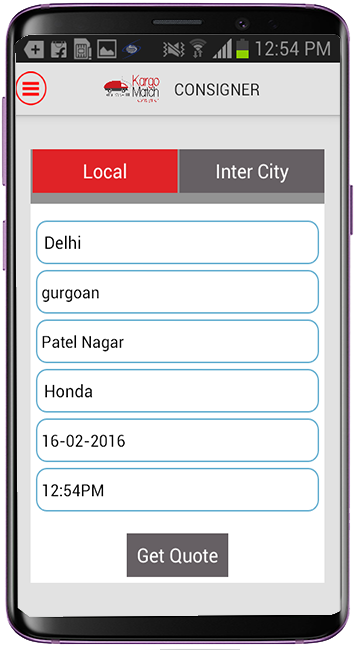 12:54 PM
Kargo
Match
CONSIGNER
Local
Inter City
Delhi
gurgoan
Patel Nagar
Honda
16-02-2016
12:54PM
Get Quote